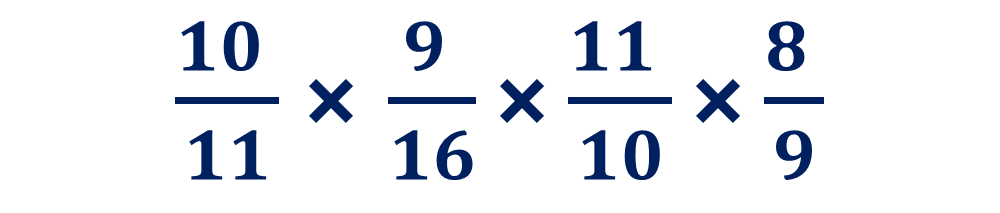 10/11 × 9/16 × 11/10 × 8/9